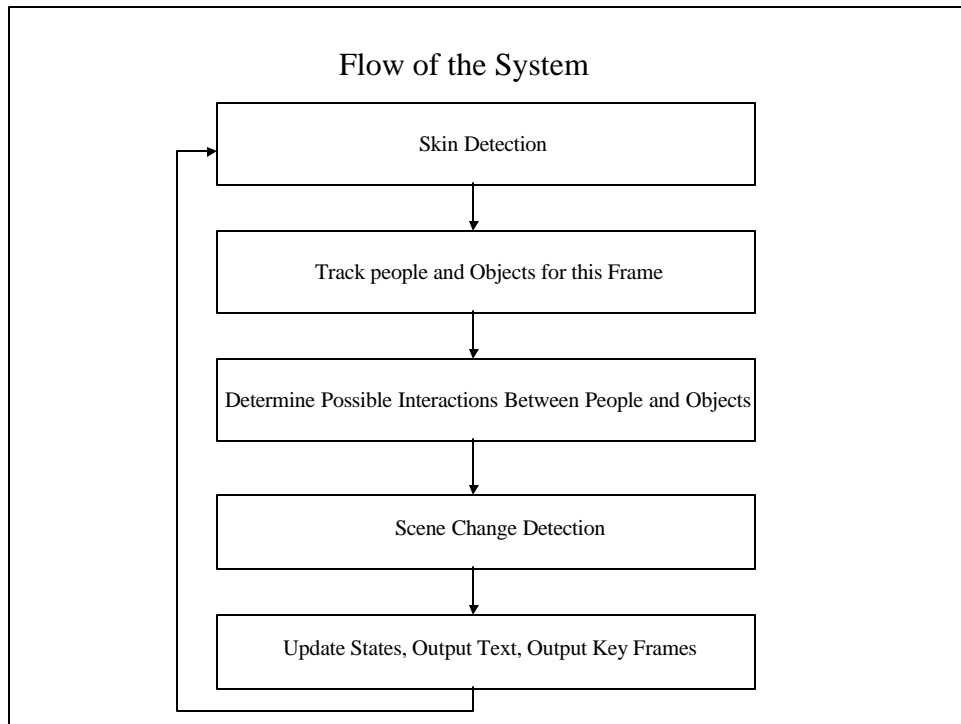 Flow of the System
Skin Detection
Track people and Objects for this Frame
Determine Possible Interactions Between People and Objects
Scene Change Detection
Update States, Output Text, Output Key Frames